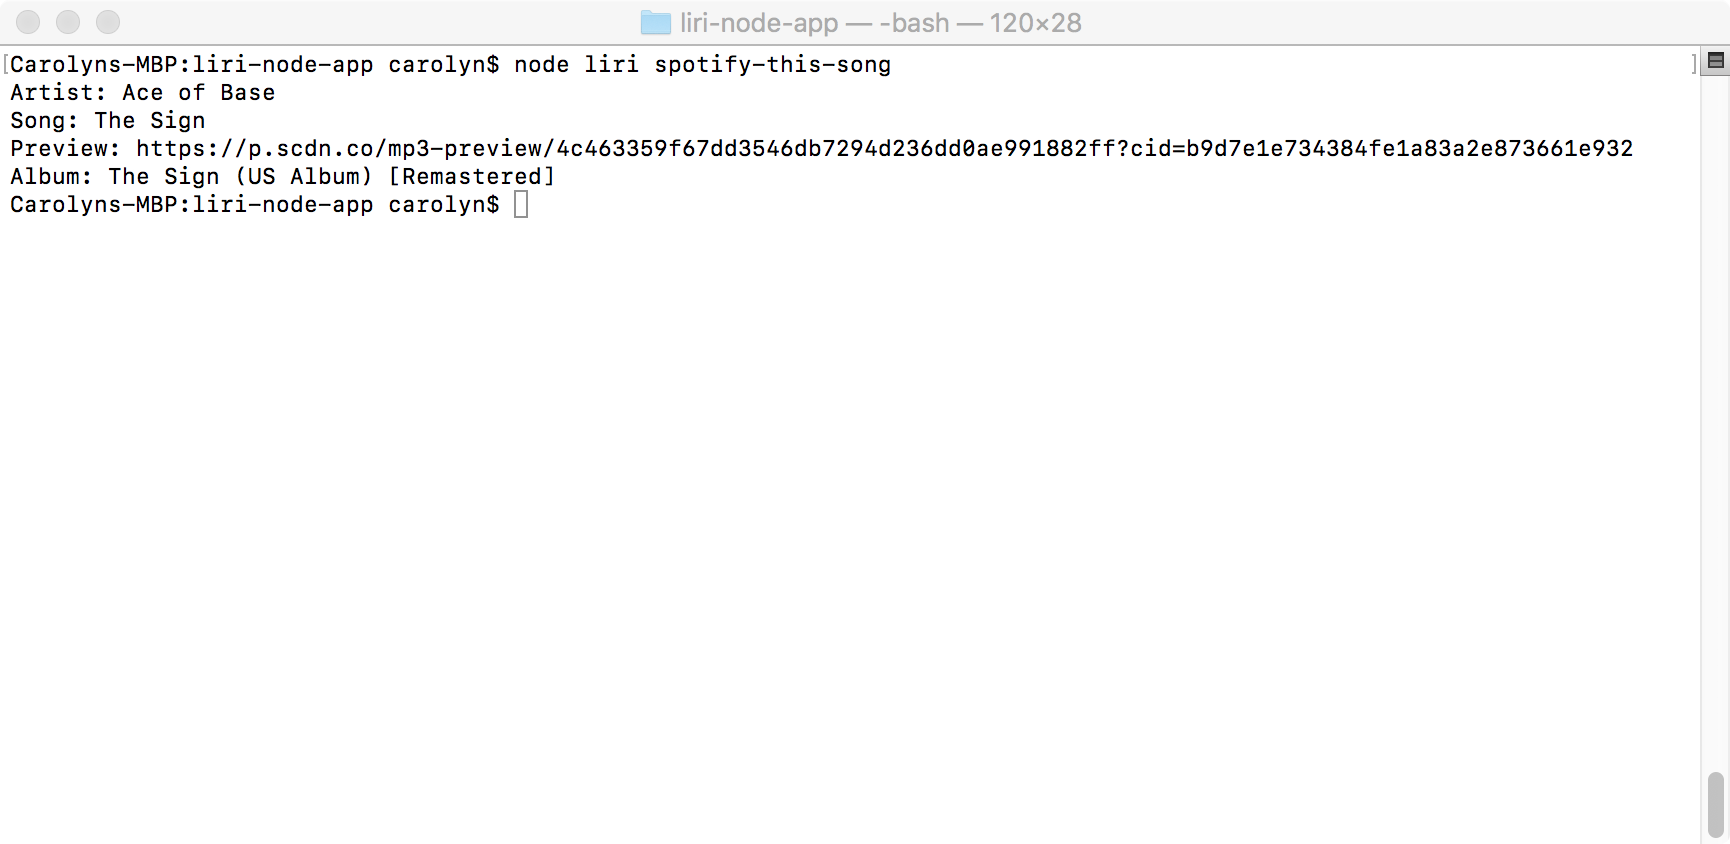 liri-node-app — -bash — 120×28
[Carolyns-MBP:liri-node-app carolyn$ node liri spotify-this-song ]
Artist: Ace of Base
Song: The Sign
Preview: https://p.scdn.co/mp3-preview/4c463359f67dd3546db7294d236dd0ae991882ff?cid=b9d7e1e734384fe1a83a2e873661e932
Album: The Sign (US Album) [Remastered]
Carolyns-MBP:liri-node-app carolyn$